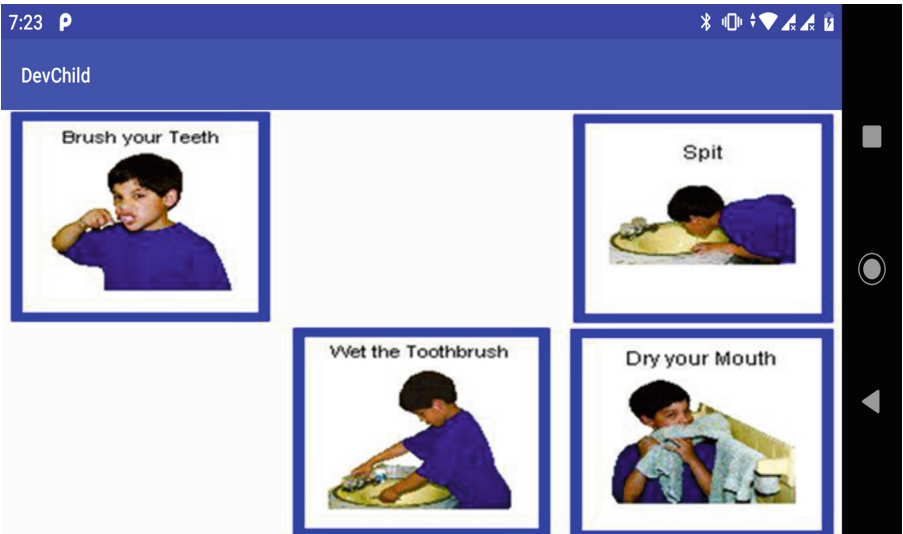 7:23
DevChild
Brush your Teeth
Spit
Wet the Toothbrush
Dry your Mouth